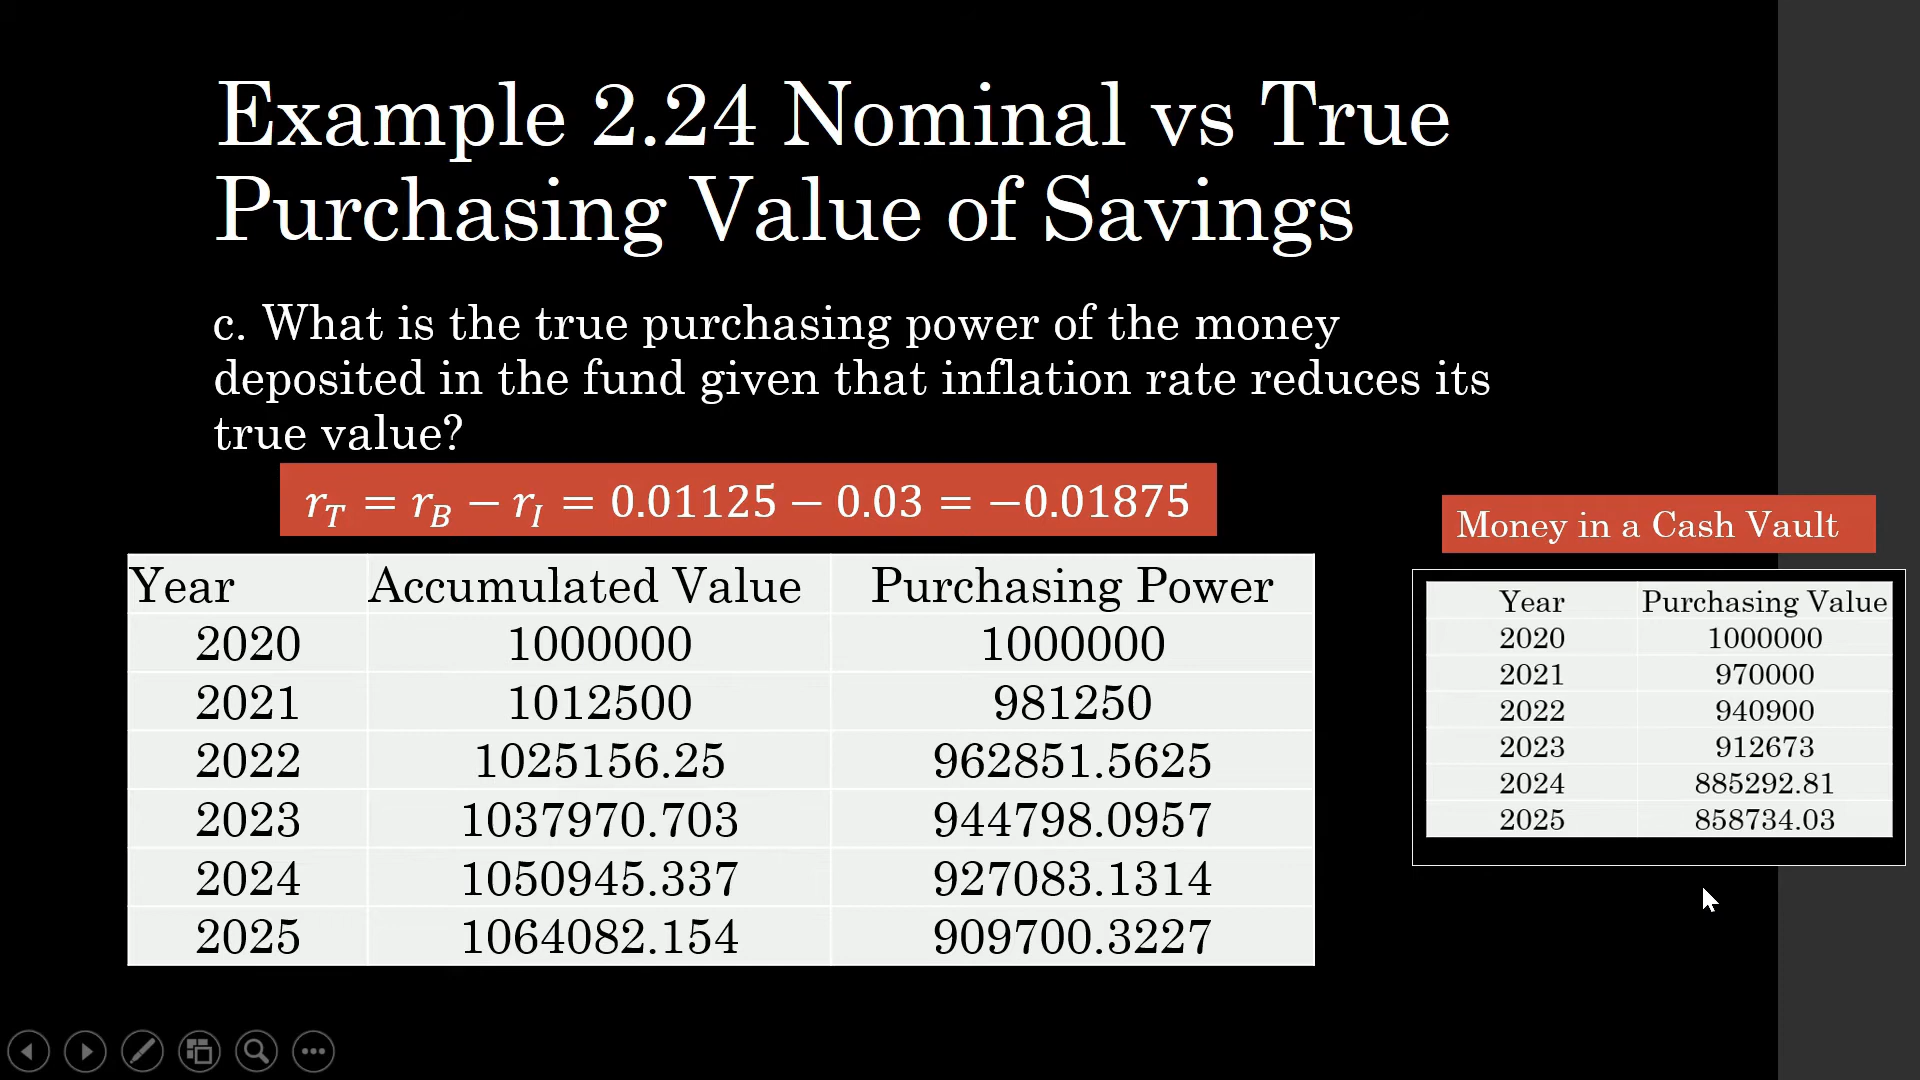 Example 2.24 Nominal vs True
Purchasing Value of Savings
c. What is the true purchasing power of the money
deposited in the fund given that inflation rate reduces its
true value?
r_T = r_B − r_I = 0.01125 − 0.03 = −0.01875
Year Accumulated Value Purchasing Power
2020 1000000 1000000
2021 1012500 981250
2022 1025156.25 962851.5625
2023 1037970.703 944798.0957
2024 1050945.337 927083.1314
2025 1064082.154 909700.3227
Money in a Cash Vault
Year Purchasing Value
2020 1000000
2021 970000
2022 940900
2023 912673
2024 885292.81
2025 858734.03